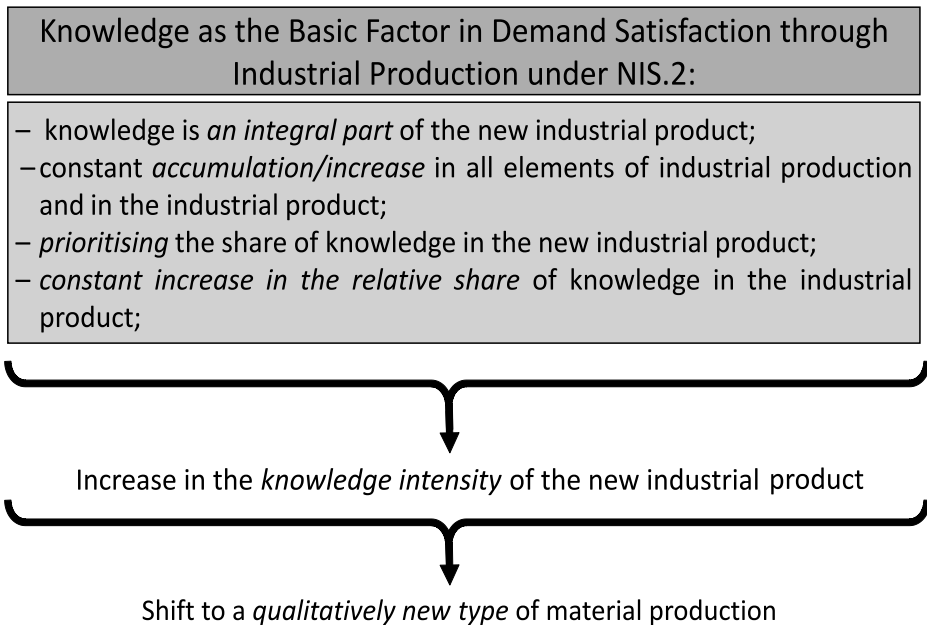 Knowledge as the Basic Factor in Demand Satisfaction through
Industrial Production under NIS.2:
– knowledge is an integral part of the new industrial product;
– constant accumulation/increase in all elements of industrial production
and in the industrial product;
– prioritising the share of knowledge in the new industrial product;
– constant increase in the relative share of knowledge in the industrial
product;
Increase in the knowledge intensity of the new industrial product
Shift to a qualitatively new type of material production